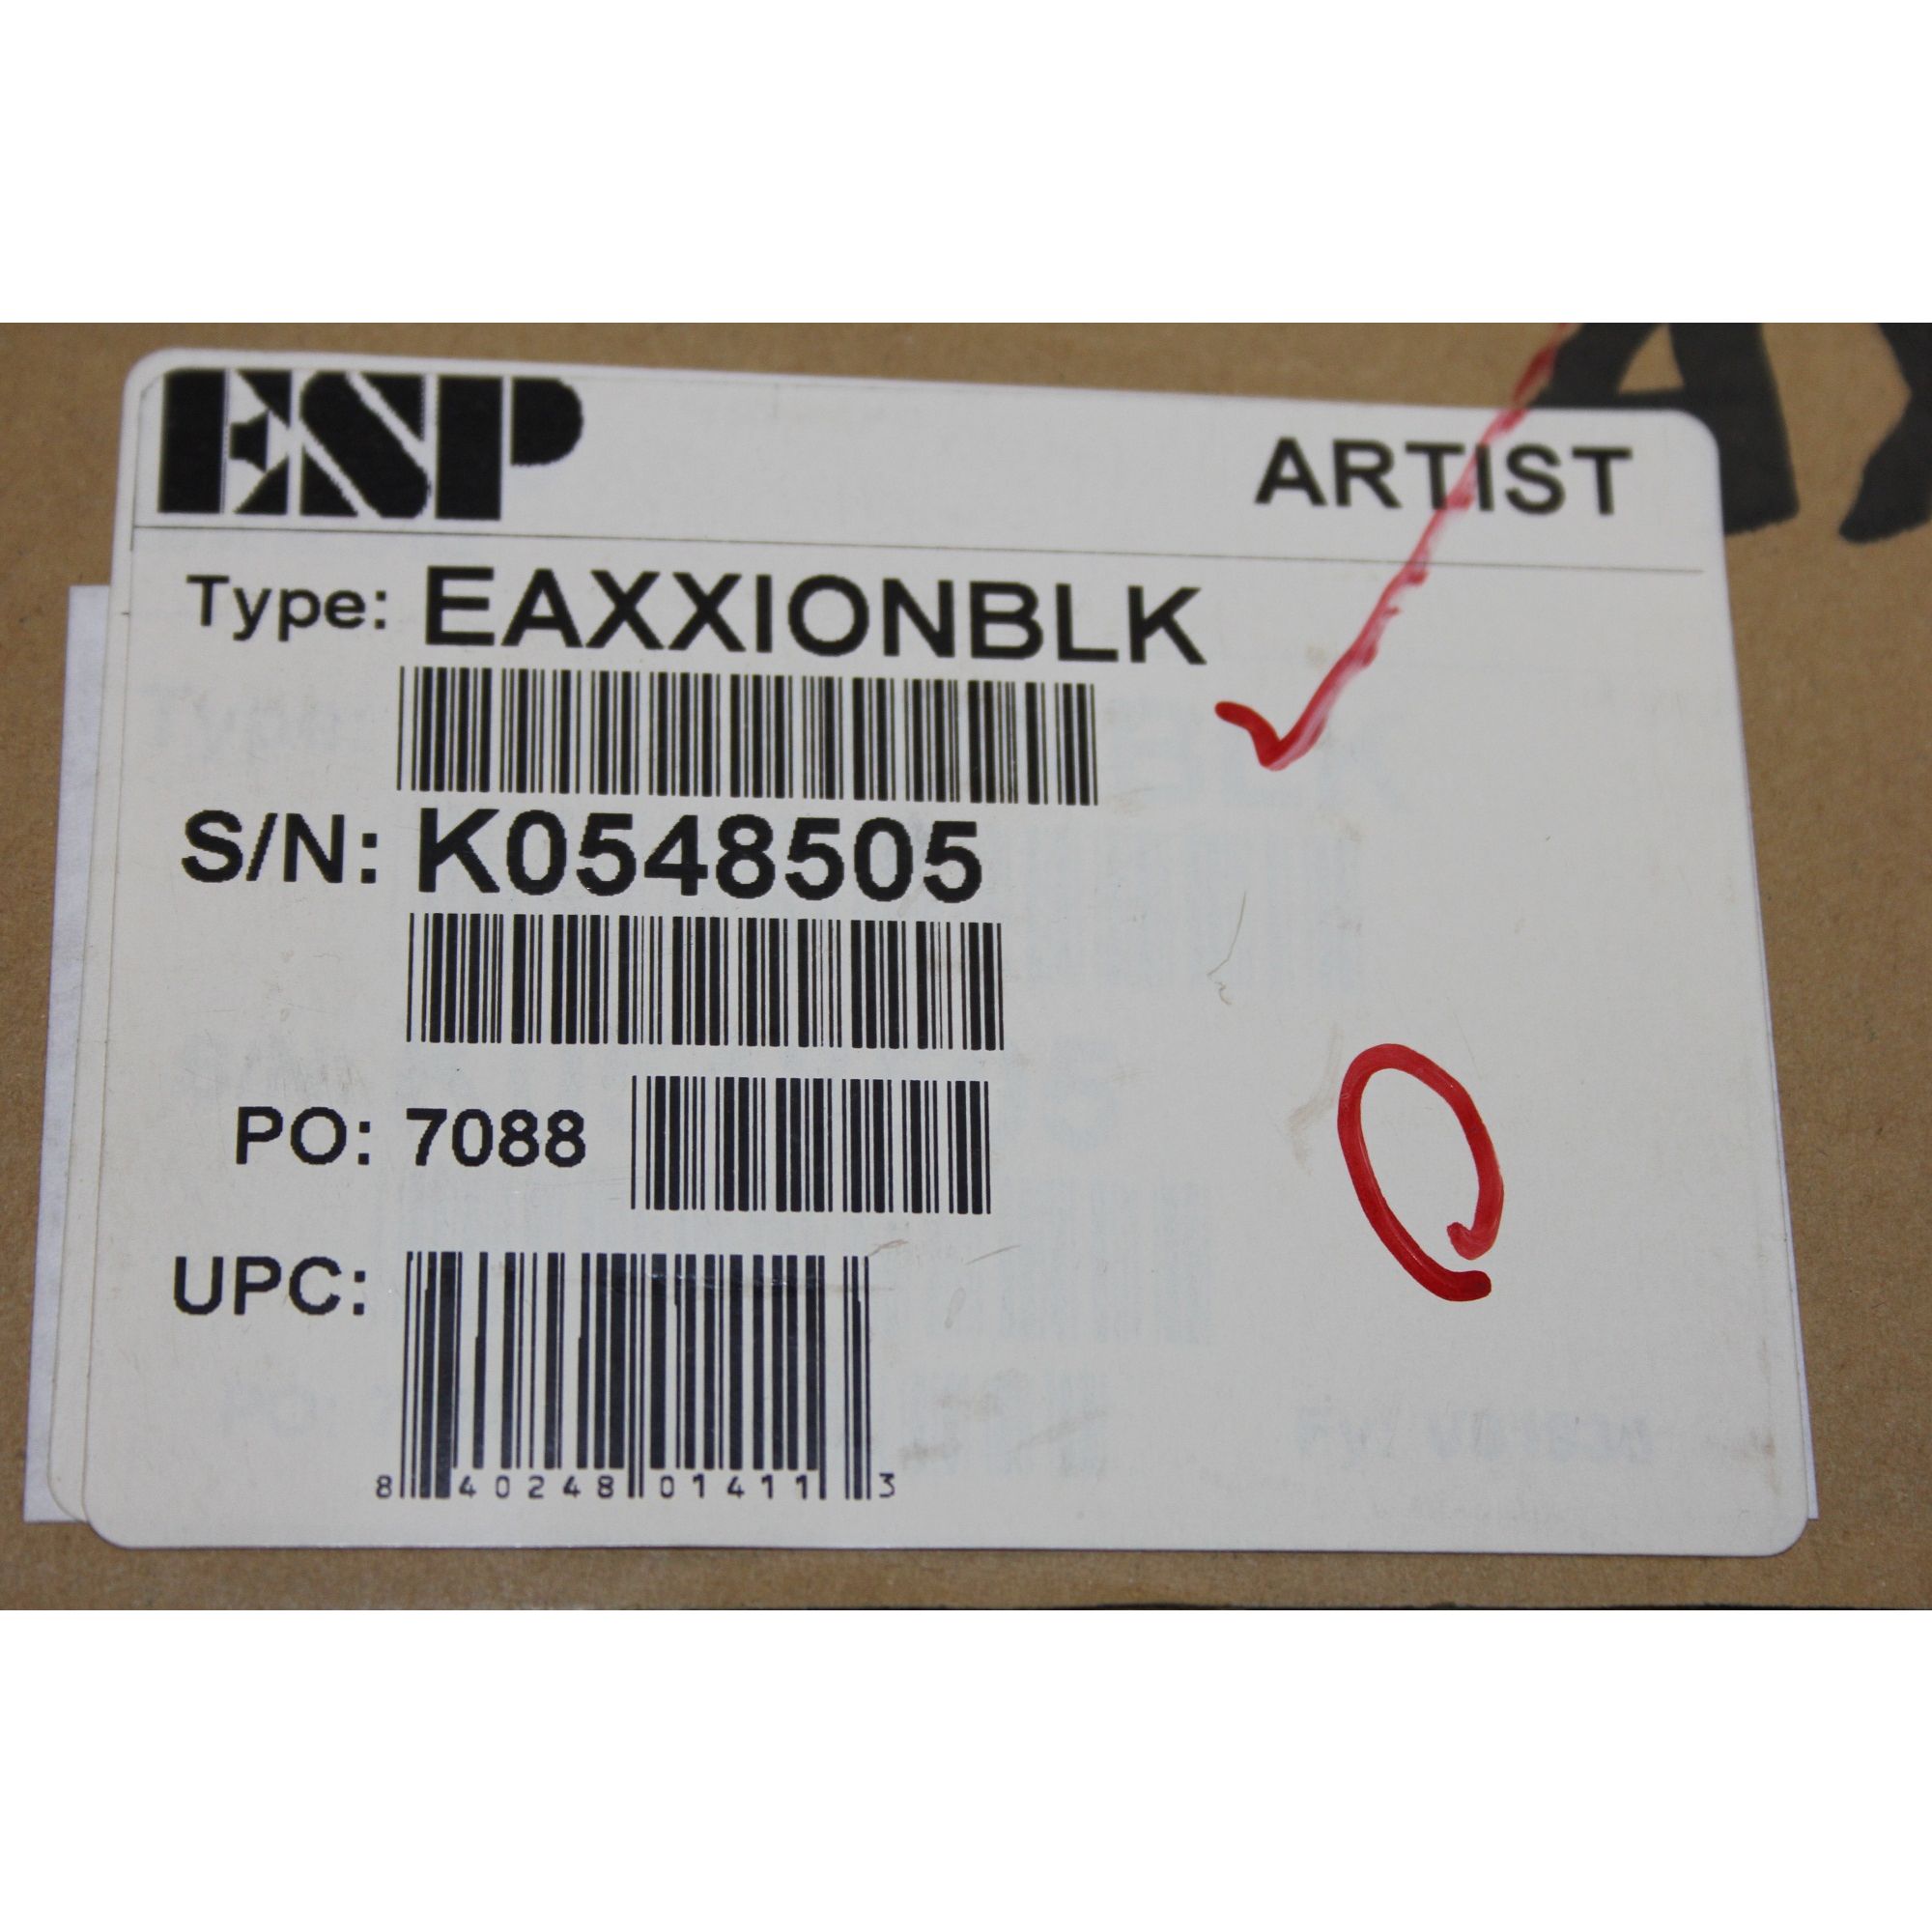 ESP
ARTIST
Type: EAXXIONBLK
S/N: K0548505
PO: 7088
UPC:
8 40248 01411 3